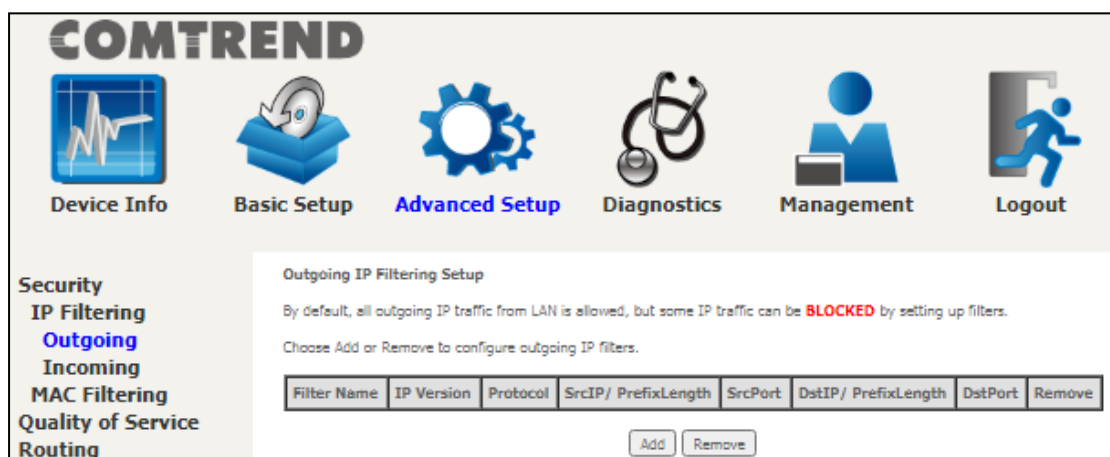 COMTREND
Device Info Basic Setup Advanced Setup Diagnostics Management Logout
Security
IP Filtering
Outgoing
Incoming
MAC Filtering
Quality of Service
Routing
Outgoing IP Filtering Setup
By default, all outgoing IP traffic from LAN is allowed, but some IP traffic can be BLOCKED by setting up filters.
Choose Add or Remove to configure outgoing IP filters.
Filter Name IP Version Protocol SrcIP/ PrefixLength SrcPort DstIP/ PrefixLength DstPort Remove
Add Remove